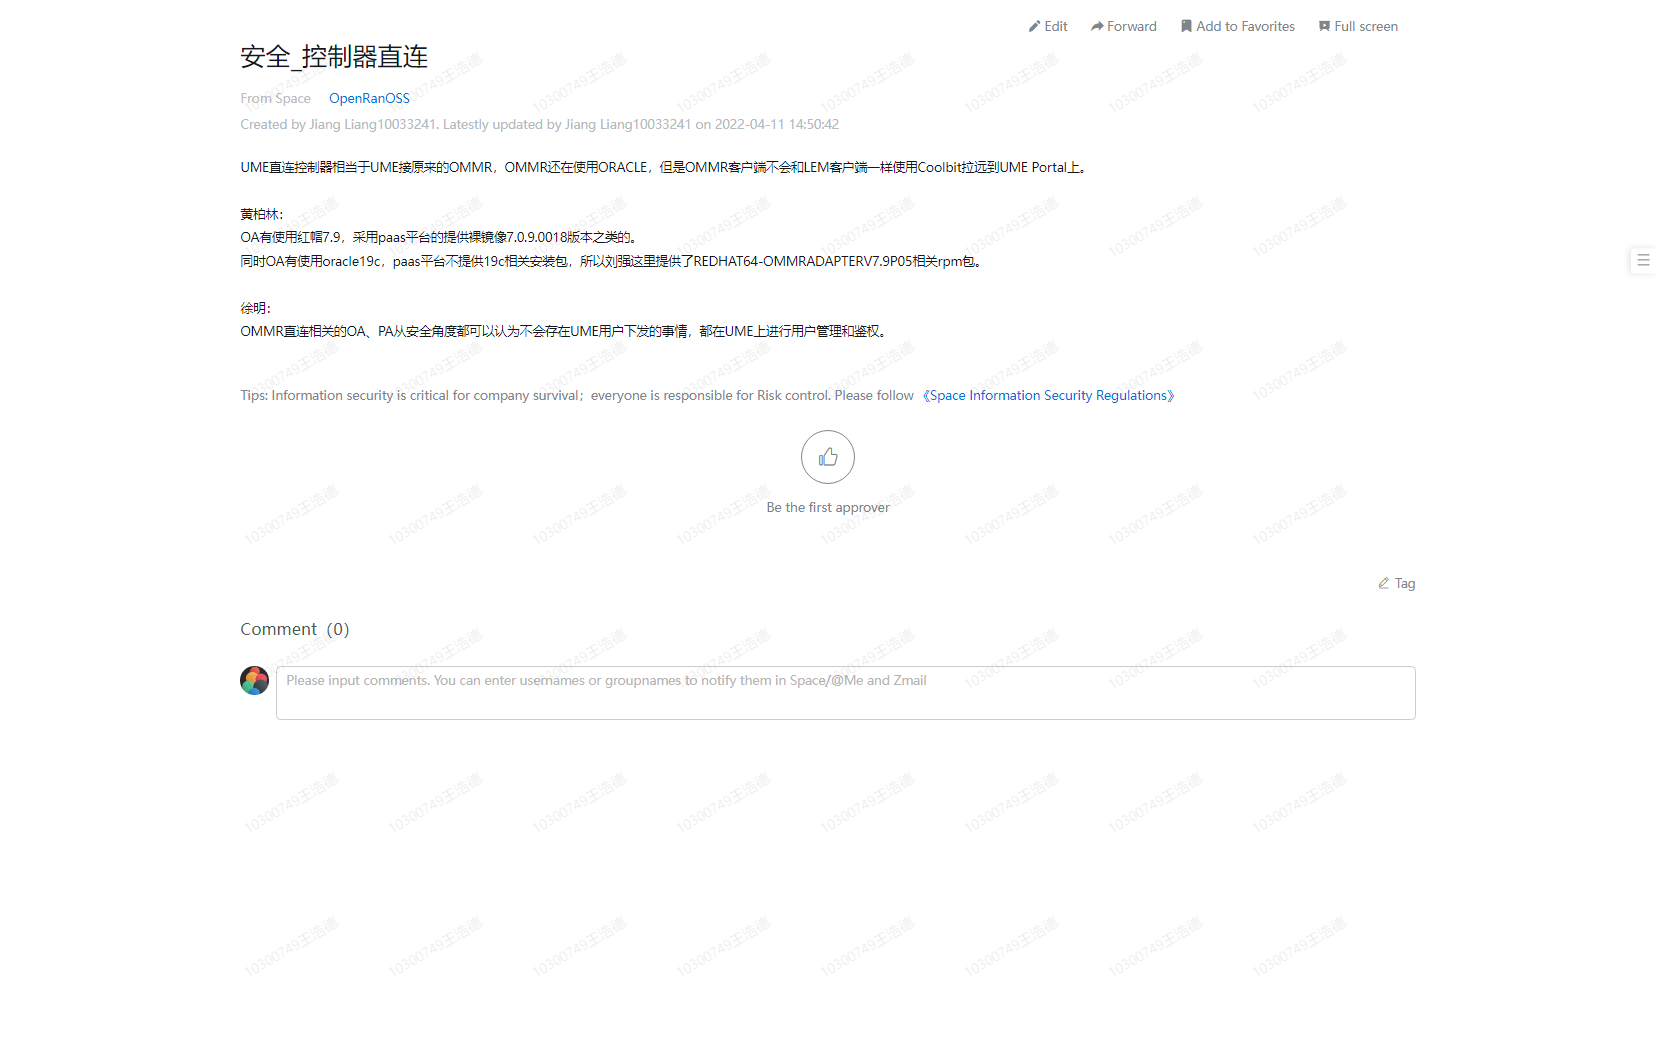 Edit Forward Add to Favorites Full screen
安全_控制器直连
From Space OpenRanOSS
Created by Jiang Liang10033241. Latestly updated by Jiang Liang10033241 on 2022-04-11 14:50:42
UME直连控制器相当于UME接原来的OMMR，OMMR还在使用ORACLE，但是OMMR客户端不会和LEM客户端一样使用Coolbit拉远到UME Portal上。
黄柏林：
OA有使用红帽7.9，采用paas平台的提供裸镜像7.0.9.0018版本之类的。
同时OA有使用oracle19c，paas平台不提供19c相关安装包，所以刘强这里提供了REDHAT64-OMMRADAPTERV7.9P05相关rpm包。
徐明：
OMMR直连相关的OA、PA从安全角度都可以认为不会存在UME用户下发的事情，都在UME上进行用户管理和鉴权。
Tips: Information security is critical for company survival；everyone is responsible for Risk control. Please follow 《Space Information Security Regulations》
Be the first approver
Tag
Comment（0）
Please input comments. You can enter usernames or groupnames to notify them in Space/@Me and Zmail
10300749王浩德